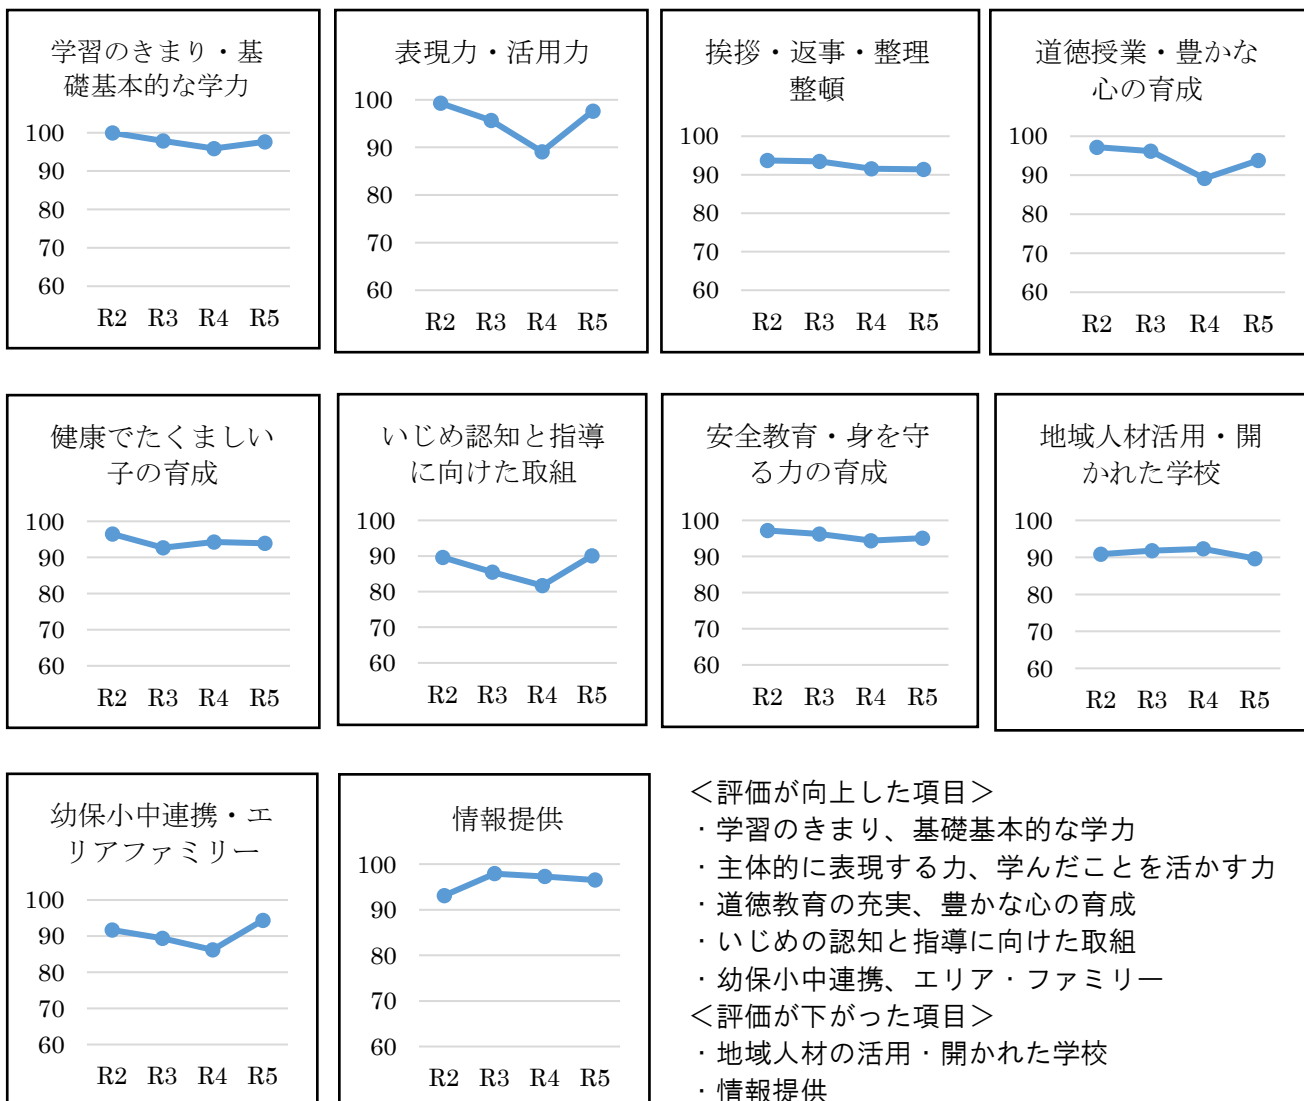 学習のきまり・基
礎基本的な学力
100
90
80
70
60
R2 R3 R4 R5
表現力・活用力
100
90
80
70
60
R2 R3 R4 R5
挨拶・返事・整理
整頓
100
90
80
70
60
R2 R3 R4 R5
道徳授業・豊かな
心の育成
100
90
80
70
60
R2 R3 R4 R5
健康でたくましい
子の育成
100
90
80
70
60
R2 R3 R4 R5
いじめ認知と指導
に向けた取組
100
90
80
70
60
R2 R3 R4 R5
安全教育・身を守
る力の育成
100
90
80
70
60
R2 R3 R4 R5
地域人材活用・開
かれた学校
100
90
80
70
60
R2 R3 R4 R5
幼保小中連携・エ
リアファミリー
100
90
80
70
60
R2 R3 R4 R5
情報提供
100
90
80
70
60
R2 R3 R4 R5
＜評価が向上した項目＞
・学習のきまり、基礎基本的な学力
・主体的に表現する力、学んだことを活かす力
・道徳教育の充実、豊かな心の育成
・いじめの認知と指導に向けた取組
・幼保小中連携、エリア・ファミリー
＜評価が下がった項目＞
・地域人材の活用・開かれた学校
・情報提供